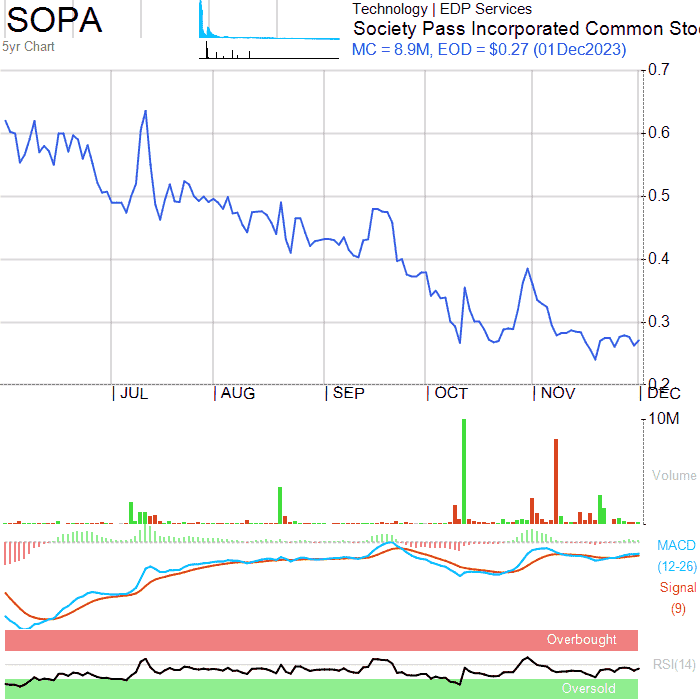 SOPA
5yr Chart
Technology | EDP Services
Society Pass Incorporated Common Sto
MC = 8.9M, EOD = $0.27 (01Dec2023)
0.7
0.6
0.5
0.4
0.3
0.2
JUL AUG SEP OCT NOV DEC
10M
Volume
MACD
(12-26)
Signal
(9)
Overbought
RSI(14)
Oversold